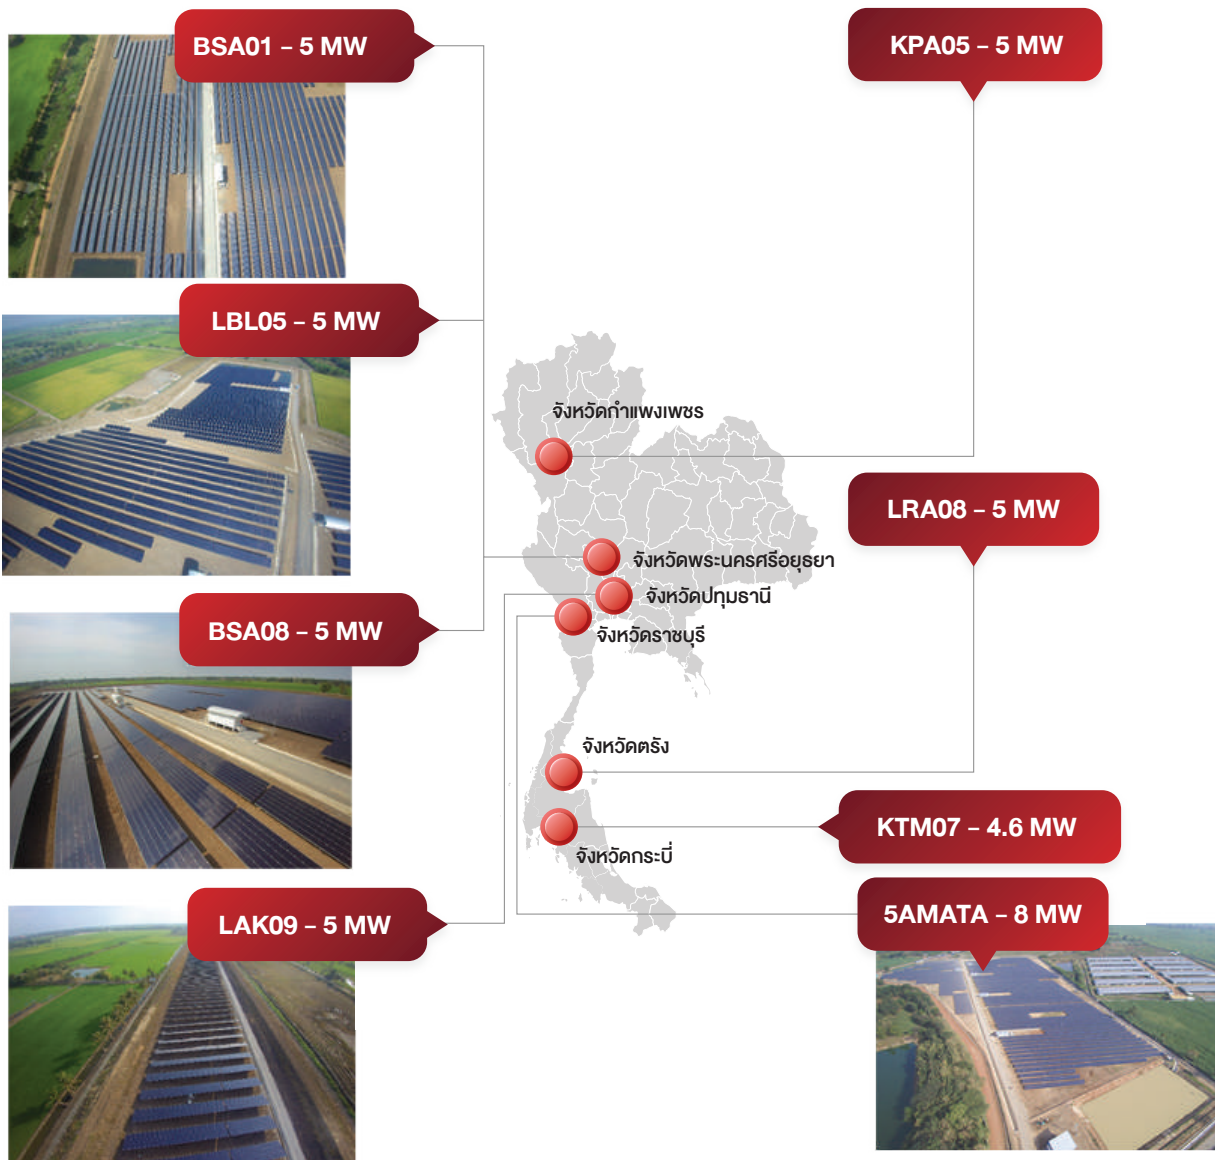 BSA01 – 5 MW
KPA05 – 5 MW
LBL05 – 5 MW
จังหวัดกำแพงเพชร
LRA08 – 5 MW
จังหวัดพระนครศรีอยุธยา
จังหวัดปทุมธานี
BSA08 – 5 MW
จังหวัดราชบุรี
จังหวัดตรัง
KTM07 – 4.6 MW
จังหวัดกระบี่
LAK09 – 5 MW
5AMATA – 8 MW